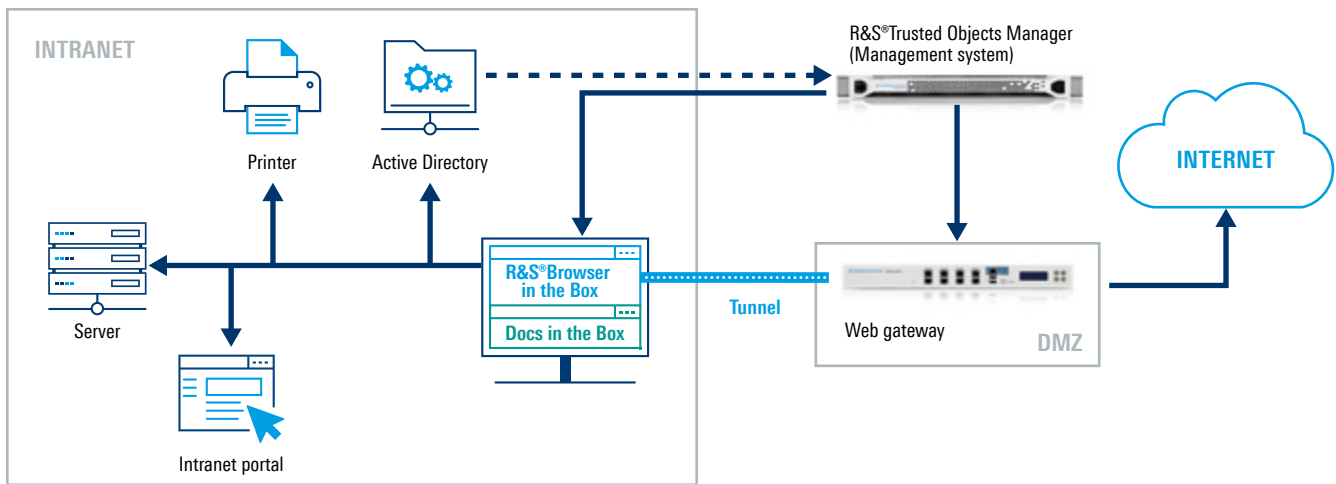 INTRANET
R&S®Trusted Objects Manager
(Management system)
Printer
Active Directory
INTERNET
Server
R&S®Browser
in the Box
Docs in the Box
Tunnel
Web gateway
DMZ
Intranet portal